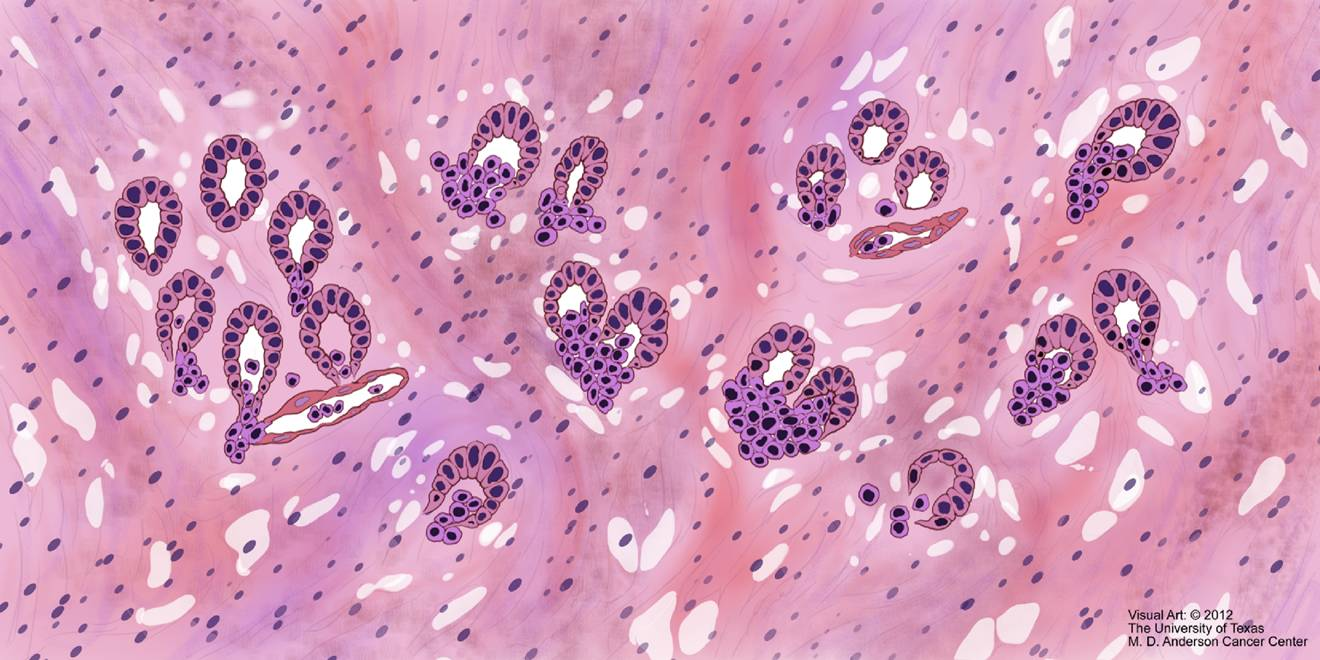 Visual Art: © 2012
The University of Texas
M. D. Anderson Cancer Center